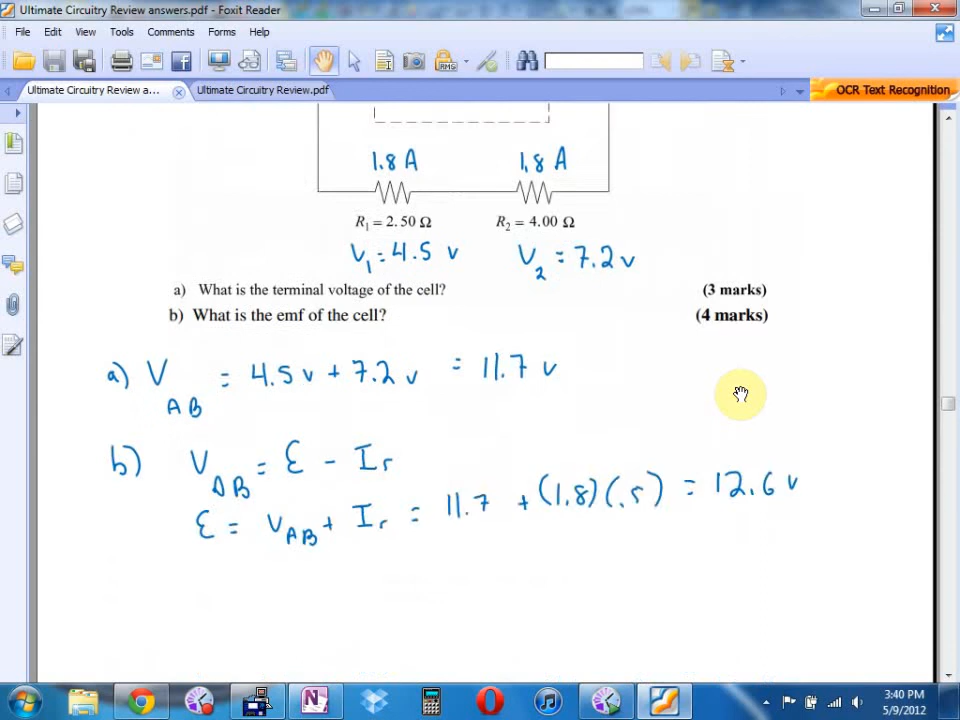 Ultimate Circuitry Review answers.pdf - Foxit Reader
File Edit View Tools Comments Forms Help
Ultimate Circuitry Review a... Ultimate Circuitry Review.pdf OCR Text Recognition
1.8 A 1.8 A
R1 = 2.50 Ω R2 = 4.00 Ω
V1 = 4.5 v V2 = 7.2 v
a) What is the terminal voltage of the cell? (3 marks)
b) What is the emf of the cell? (4 marks)
a) VAB = 4.5 v + 7.2 v = 11.7 v
b) VAB = ε - Ir
ε = VAB + Ir = 11.7 + (1.8)(.5) = 12.6 v
3:40 PM
5/9/2012